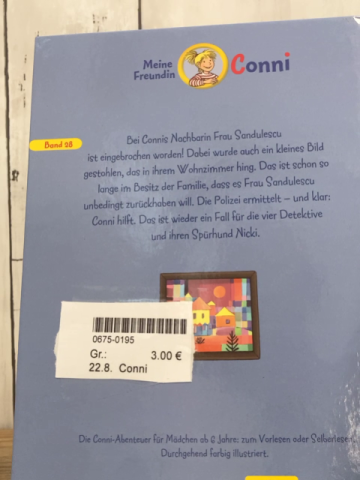 Meine
Freundin
Conni
Band 28
Bei Connis Nachbarin Frau Sandulescu
ist eingebrochen worden! Dabei wurde auch ein kleines Bild
gestohlen, das in ihrem Wohnzimmer hing. Das ist schon so
lange im Besitz der Familie, dass es Frau Sandulescu
unbedingt zurückhaben will. Die Polizei ermittelt – und klar:
Conni hilft. Das ist wieder ein Fall für die vier Detektive
und ihren Spürhund Nicki.
0675-0195
Gr.: 3.00 €
22.8. Conni
Die Conni-Abenteuer für Mädchen ab 6 Jahre: zum Vorlesen oder Selberlesen.
Durchgehend farbig illustriert.